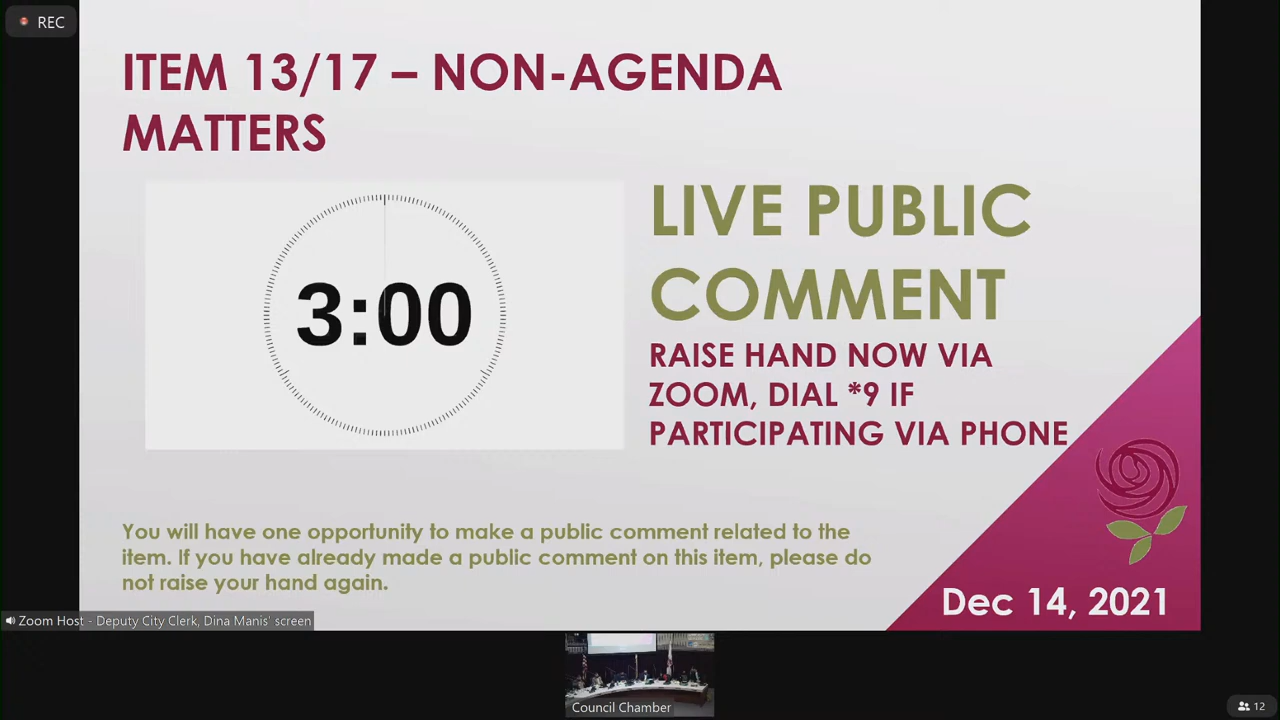 REC
ITEM 13/17 – NON-AGENDA
MATTERS
3:00
LIVE PUBLIC
COMMENT
RAISE HAND NOW VIA
ZOOM, DIAL *9 IF
PARTICIPATING VIA PHONE
You will have one opportunity to make a public comment related to the
item. If you have already made a public comment on this item, please do
not raise your hand again.
Dec 14, 2021
Zoom Host - Deputy City Clerk, Dina Manis' screen
Council Chamber
12